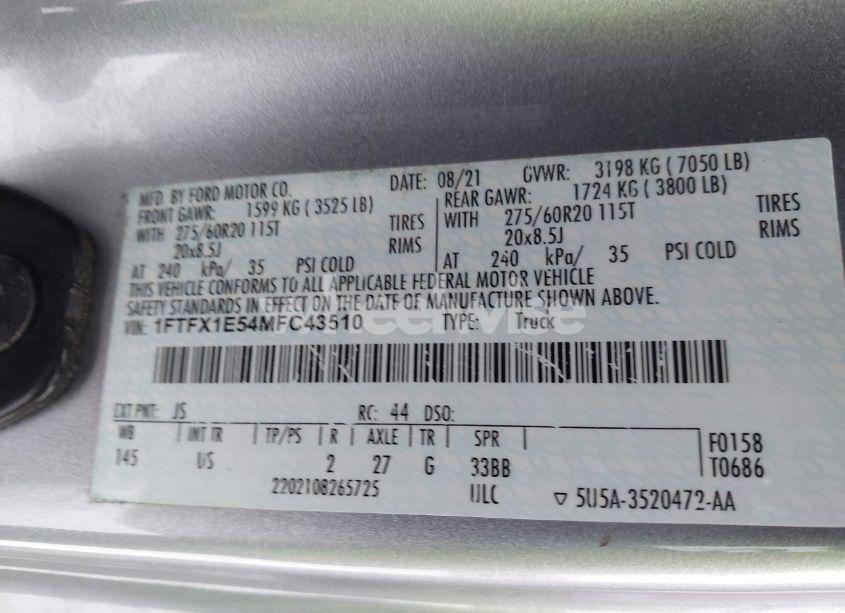 MFD. BY FORD MOTOR CO. DATE: 08/21 GVWR: 3198 KG ( 7050 LB)
FRONT GAWR: 1599 KG ( 3525 LB) REAR GAWR: 1724 KG ( 3800 LB)
WITH 275/60R20 115T TIRES WITH 275/60R20 115T TIRES
20x8.5J RIMS 20x8.5J RIMS
AT 240 kPa/ 35 PSI COLD AT 240 kPa/ 35 PSI COLD
THIS VEHICLE CONFORMS TO ALL APPLICABLE FEDERAL MOTOR VEHICLE
SAFETY STANDARDS IN EFFECT ON THE DATE OF MANUFACTURE SHOWN ABOVE.
VIN: 1FTFX1E54MFC43510 TYPE: Truck
EXT PNT: JS RC: 44 DSO:
WB INT TR TP/PS R AXLE TR SPR F0158
145 US 2 27 G 33BB T0686
2202108265725 ULC ▽ 5U5A-3520472-AA